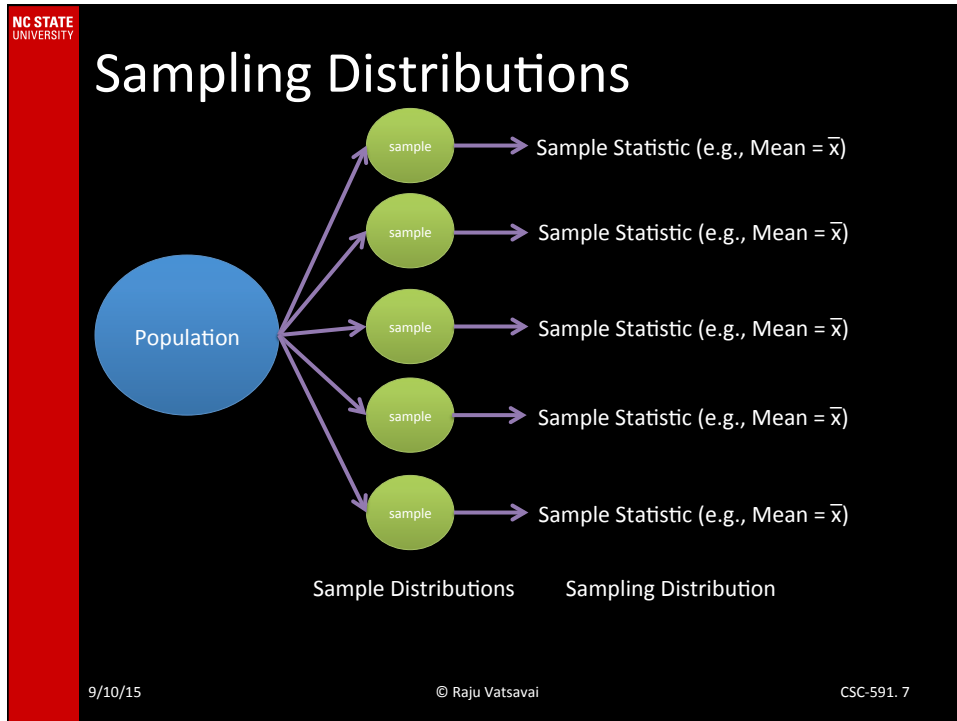 NC STATE
UNIVERSITY
Sampling Distributions
sample
Sample Statistic (e.g., Mean = x̅)
sample
Sample Statistic (e.g., Mean = x̅)
Population
sample
Sample Statistic (e.g., Mean = x̅)
sample
Sample Statistic (e.g., Mean = x̅)
sample
Sample Statistic (e.g., Mean = x̅)
Sample Distributions
Sampling Distribution
9/10/15
© Raju Vatsavai
CSC-591. 7